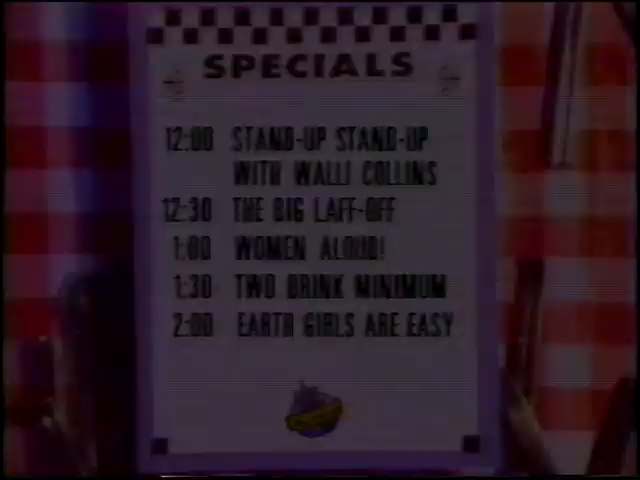 SPECIALS
12:00 STAND-UP STAND-UP
WITH WALLI COLLINS
12:30 THE BIG LAFF-OFF
1:00 WOMEN ALOUD!
1:30 TWO DRINK MINIMUM
2:00 EARTH GIRLS ARE EASY